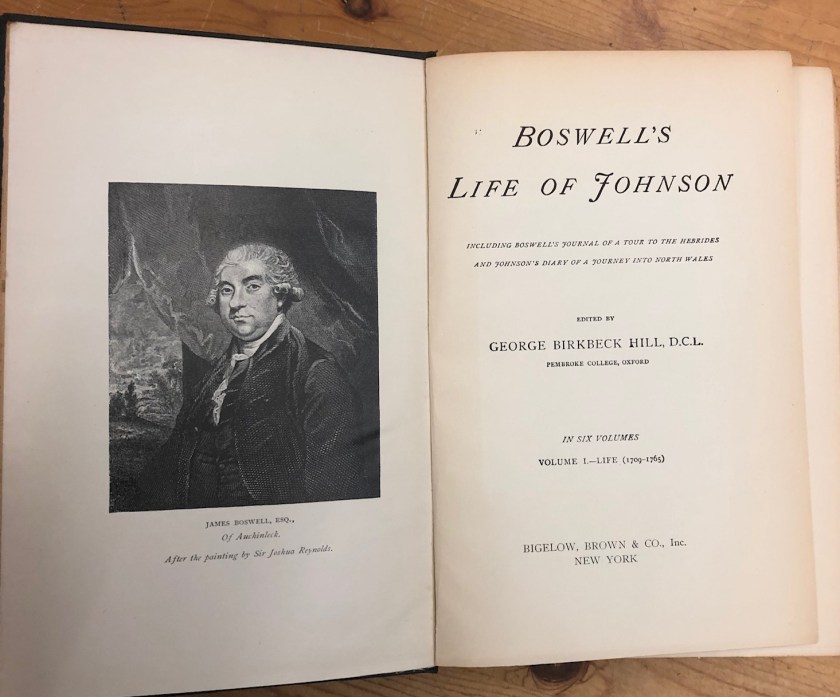 JAMES BOSWELL, ESQ.,
Of Auchinleck.
After the painting by Sir Joshua Reynolds.
BOSWELL'S
LIFE OF JOHNSON
INCLUDING BOSWELL'S JOURNAL OF A TOUR TO THE HEBRIDES
AND JOHNSON'S DIARY OF A JOURNEY INTO NORTH WALES
EDITED BY
GEORGE BIRKBECK HILL, D.C.L.
PEMBROKE COLLEGE, OXFORD
IN SIX VOLUMES
VOLUME I.—LIFE (1709-1765)
BIGELOW, BROWN & CO., Inc.
NEW YORK